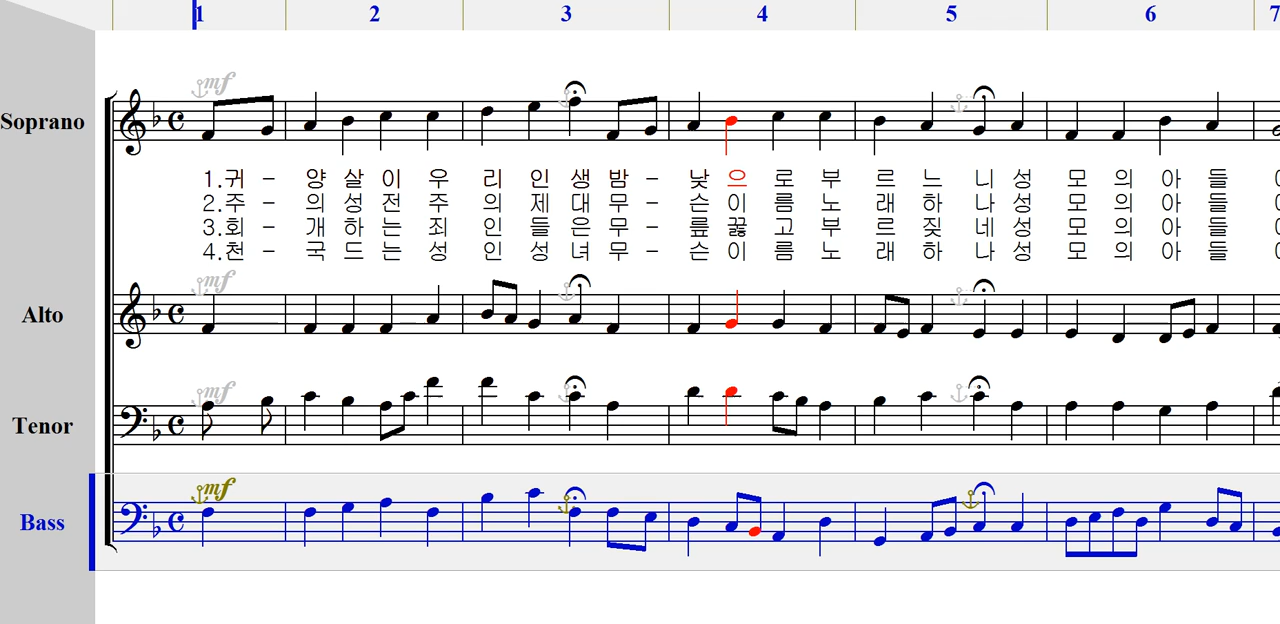 1 2 3 4 5 6 7
mf
Soprano
1.귀 - 양 살 이 우 리 인 생 밤 - 낮 으 로 부 르 느 니 성 모 의 아 들
2.주 - 의 성 전 주 의 제 대 무 - 슨 이 름 노 래 하 나 성 모 의 아 들
3.회 - 개 하 는 죄 인 들 은 무 - 릎 꿇 고 부 르 짖 네 성 모 의 아 들
4.천 - 국 드 는 성 인 성 녀 무 - 슨 이 름 노 래 하 나 성 모 의 아 들
mf
Alto
mf
Tenor
mf
Bass